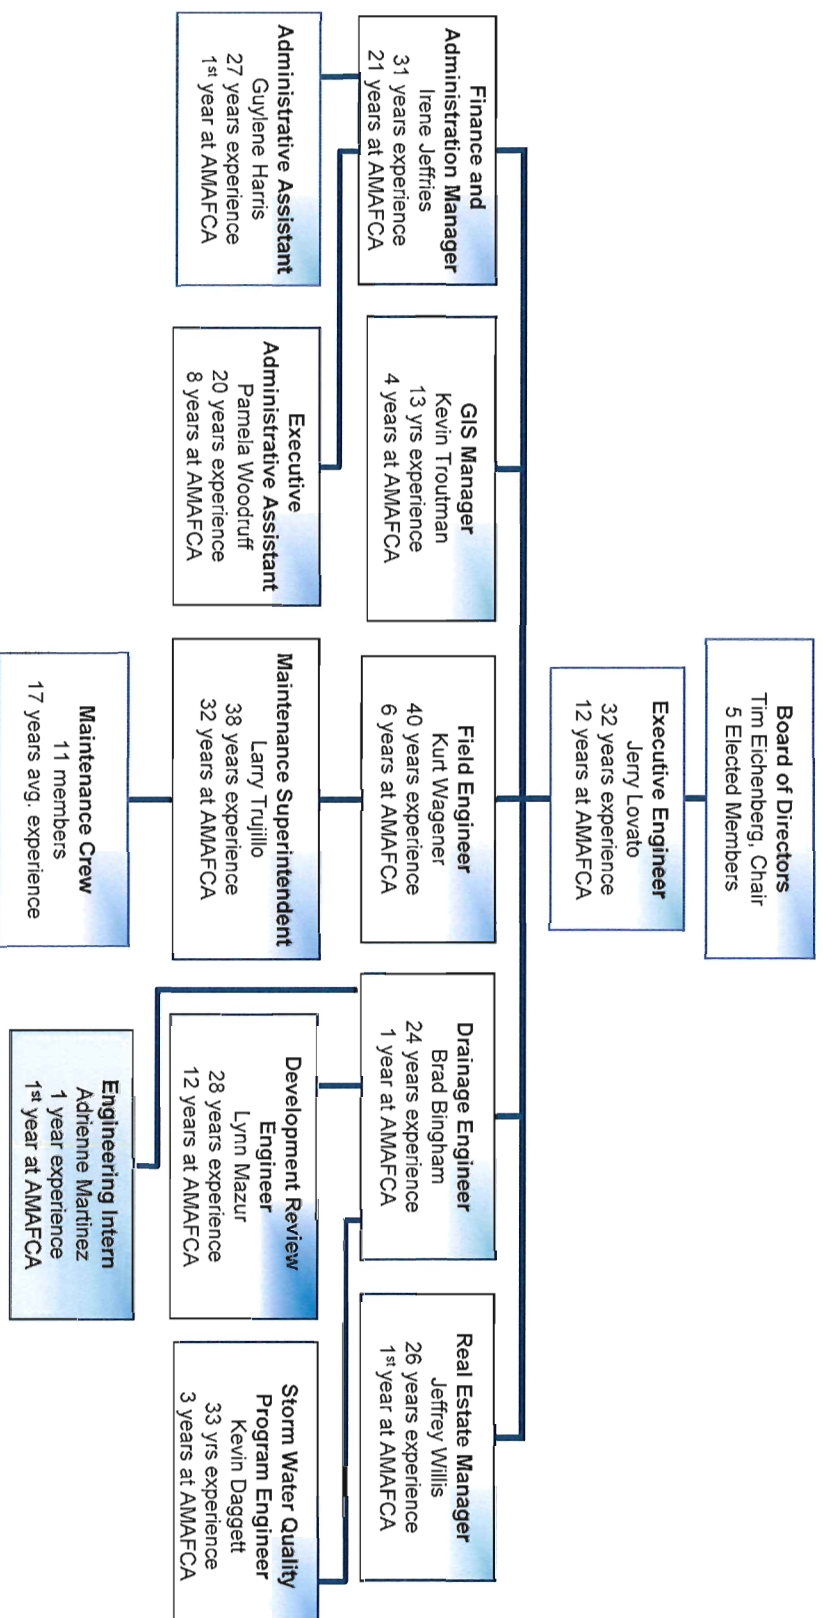 Board of Directors
Tim Eichenberg, Chair
5 Elected Members
Executive Engineer
Jerry Lovato
32 years experience
12 years at AMAFCA
Finance and
Administration Manager
Irene Jeffries
31 years experience
21 years at AMAFCA
GIS Manager
Kevin Troutman
13 yrs experience
4 years at AMAFCA
Field Engineer
Kurt Wagener
40 years experience
6 years at AMAFCA
Drainage Engineer
Brad Bingham
24 years experience
1 year at AMAFCA
Real Estate Manager
Jeffrey Willis
26 years experience
1st year at AMAFCA
Administrative Assistant
Guylene Harris
27 years experience
1st year at AMAFCA
Executive
Administrative Assistant
Pamela Woodruff
20 years experience
8 years at AMAFCA
Maintenance Superintendent
Larry Trujillo
38 years experience
32 years at AMAFCA
Development Review
Engineer
Lynn Mazur
28 years experience
12 years at AMAFCA
Storm Water Quality
Program Engineer
Kevin Daggett
33 yrs experience
3 years at AMAFCA
Maintenance Crew
11 members
17 years avg. experience
Engineering Intern
Adrienne Martinez
1 year experience
1st year at AMAFCA